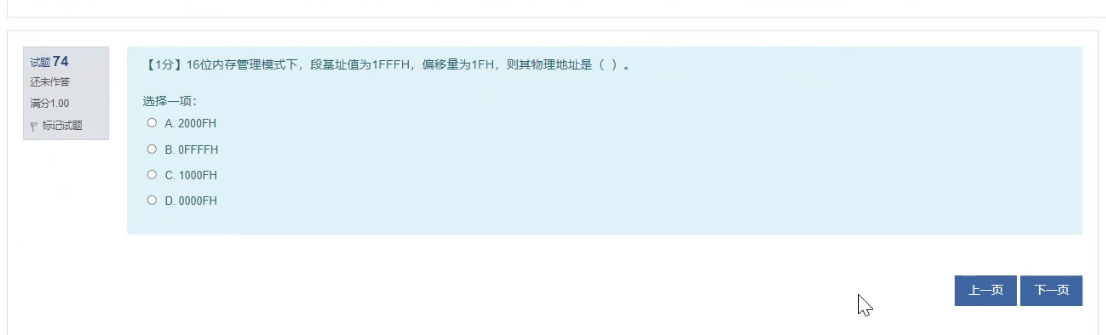 试题 74
还未作答
满分1.00
标记试题
【1分】16位内存管理模式下，段基址值为1FFFH，偏移量为1FH，则其物理地址是（ ）。
选择一项：
A. 2000FH
B. 0FFFFH
C. 1000FH
D. 0000FH
上一页 下一页